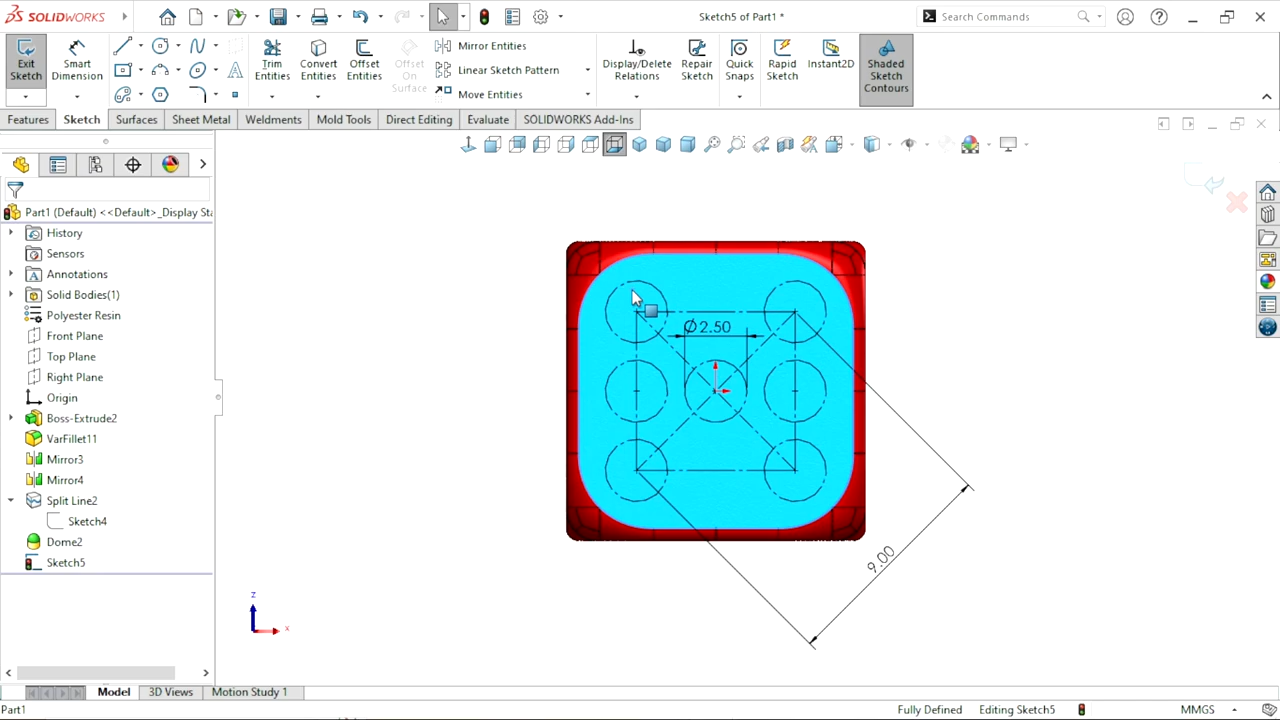 SOLIDWORKS
Sketch5 of Part1 *
Search Commands
Exit Sketch
Smart Dimension
Trim Entities
Convert Entities
Offset Entities
Offset On Surface
Mirror Entities
Linear Sketch Pattern
Move Entities
Display/Delete Relations
Repair Sketch
Quick Snaps
Rapid Sketch
Instant2D
Shaded Sketch Contours
Features
Sketch
Surfaces
Sheet Metal
Weldments
Mold Tools
Direct Editing
Evaluate
SOLIDWORKS Add-Ins
Part1 (Default) <<Default>_Display Sta
History
Sensors
Annotations
Solid Bodies(1)
Polyester Resin
Front Plane
Top Plane
Right Plane
Origin
Boss-Extrude2
VarFillet11
Mirror3
Mirror4
Split Line2
Sketch4
Dome2
Sketch5
Ø2.50
9.00
z
x
Model
3D Views
Motion Study 1
Part1
Fully Defined
Editing Sketch5
MMGS